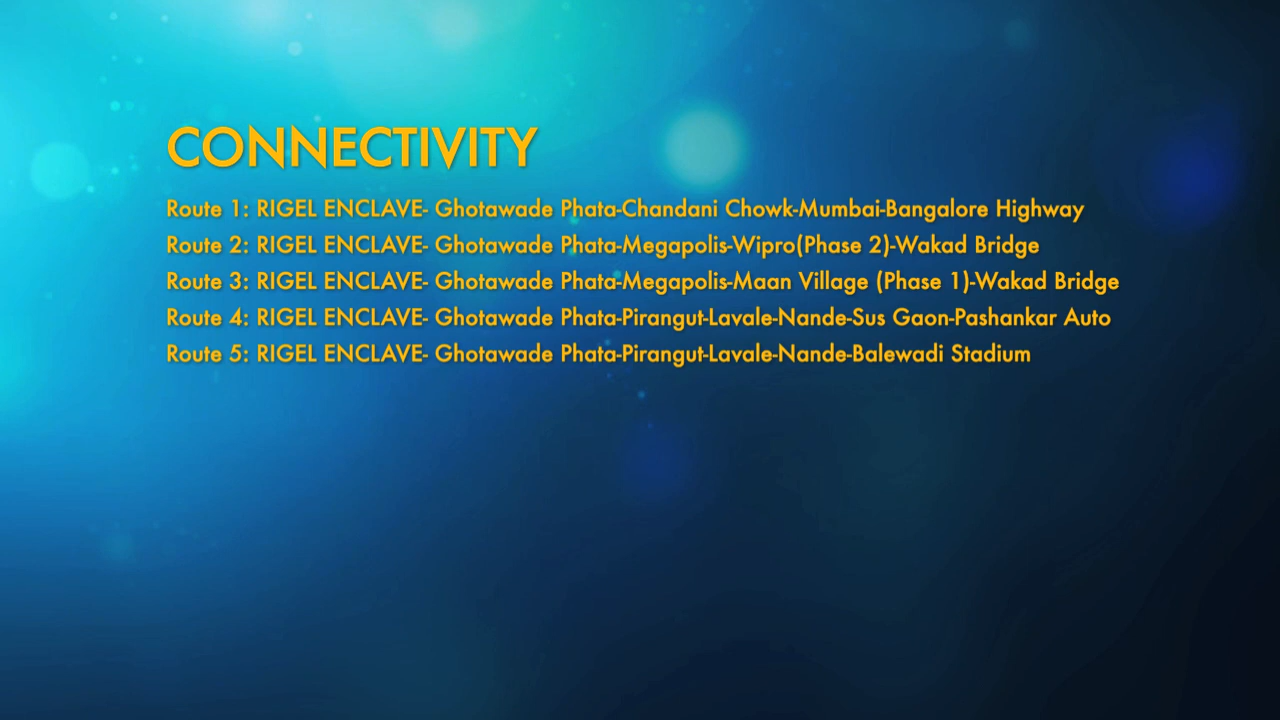 CONNECTIVITY
Route 1: RIGEL ENCLAVE- Ghotawade Phata-Chandani Chowk-Mumbai-Bangalore Highway
Route 2: RIGEL ENCLAVE- Ghotawade Phata-Megapolis-Wipro(Phase 2)-Wakad Bridge
Route 3: RIGEL ENCLAVE- Ghotawade Phata-Megapolis-Maan Village (Phase 1)-Wakad Bridge
Route 4: RIGEL ENCLAVE- Ghotawade Phata-Pirangut-Lavale-Nande-Sus Gaon-Pashankar Auto
Route 5: RIGEL ENCLAVE- Ghotawade Phata-Pirangut-Lavale-Nande-Balewadi Stadium